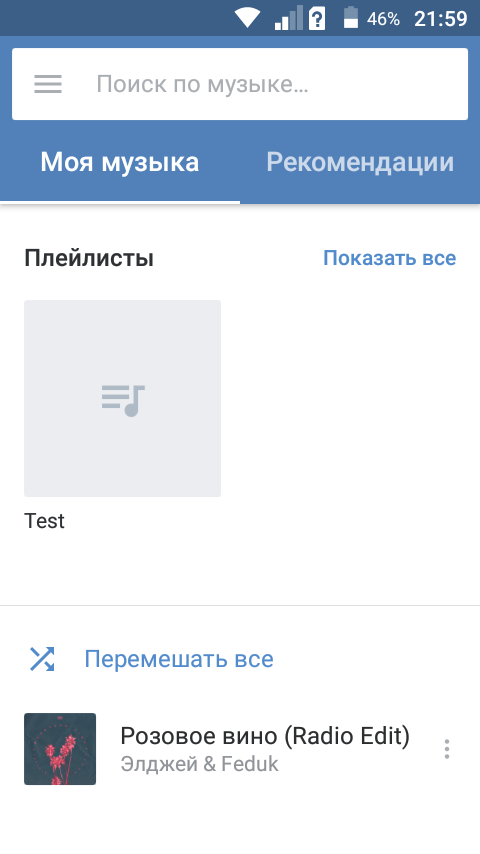 46% 21:59
Поиск по музыке...
Моя музыка Рекомендации
Плейлисты Показать все
Test
Перемешать все
Розовое вино (Radio Edit)
Элджей & Feduk